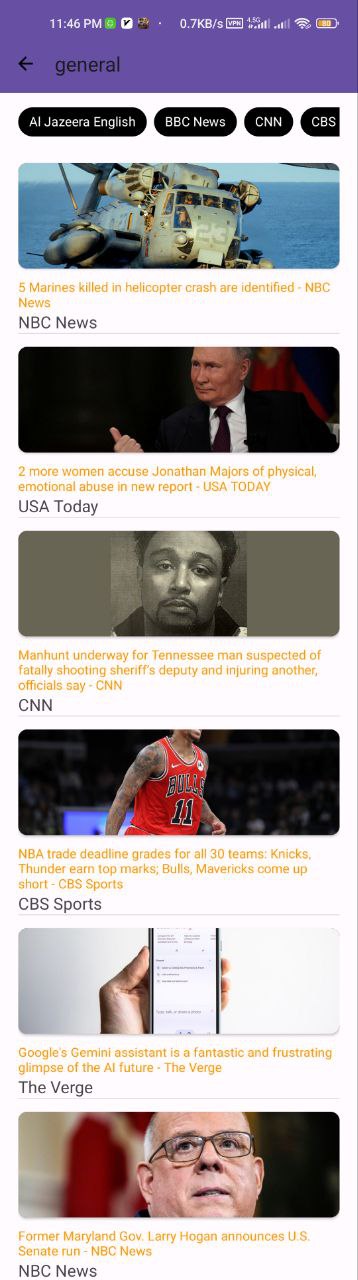 11:46 PM · 0.7KB/s VPN 4.5G 80
general
Al Jazeera English BBC News CNN CBS
23
5 Marines killed in helicopter crash are identified - NBC
News
NBC News
2 more women accuse Jonathan Majors of physical,
emotional abuse in new report - USA TODAY
USA Today
Manhunt underway for Tennessee man suspected of
fatally shooting sheriff's deputy and injuring another,
officials say - CNN
CNN
BULLS
11
NBA trade deadline grades for all 30 teams: Knicks,
Thunder earn top marks; Bulls, Mavericks come up
short - CBS Sports
CBS Sports
Google's Gemini assistant is a fantastic and frustrating
glimpse of the AI future - The Verge
The Verge
Former Maryland Gov. Larry Hogan announces U.S.
Senate run - NBC News
NBC News